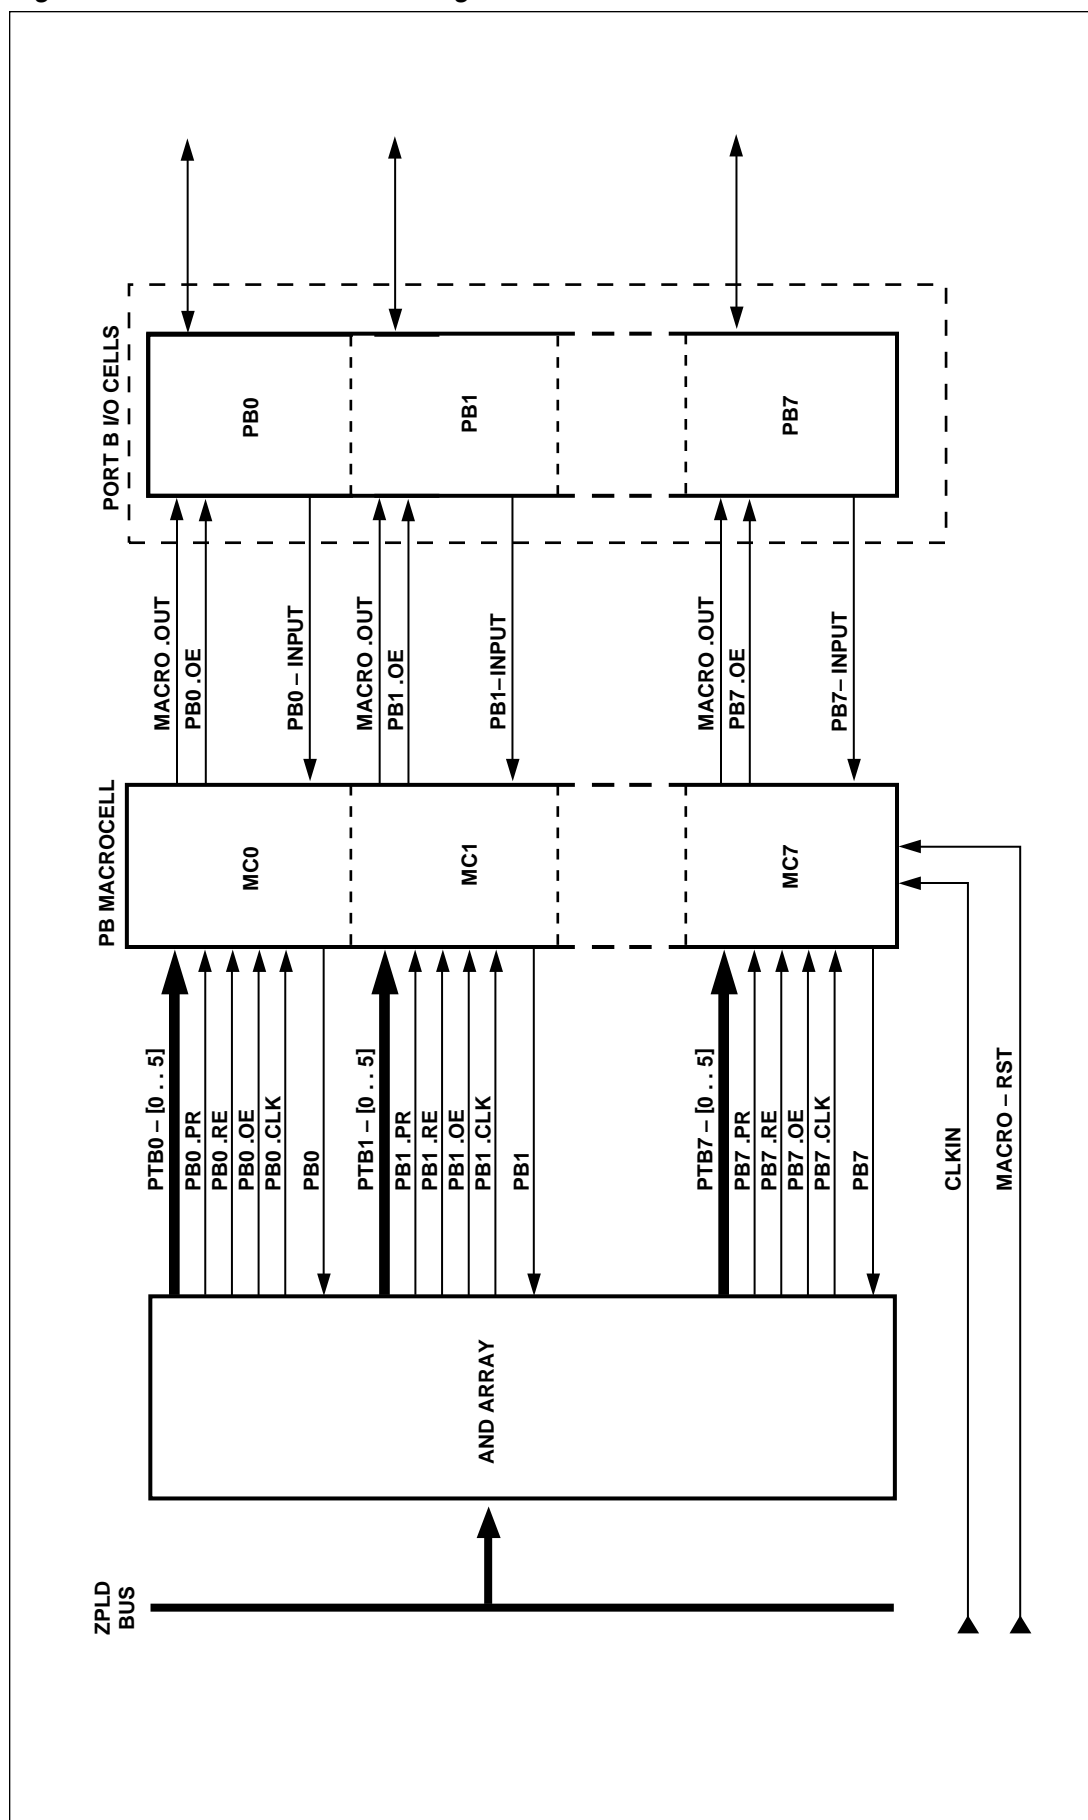 ZPLD
BUS
AND ARRAY
PTB0 – [0 . . 5]
PB0 .PR
PB0 .RE
PB0 .OE
PB0 .CLK
PB0
PTB1 – [0 . . 5]
PB1 .PR
PB1 .RE
PB1 .OE
PB1 .CLK
PB1
PTB7 – [0 . . 5]
PB7 .PR
PB7 .RE
PB7 .OE
PB7 .CLK
PB7
CLKIN
MACRO – RST
PB MACROCELL
MC0
MC1
MC7
MACRO .OUT
PB0 .OE
PB0 – INPUT
MACRO .OUT
PB1 .OE
PB1–INPUT
MACRO .OUT
PB7 .OE
PB7– INPUT
PORT B I/O CELLS
PB0
PB1
PB7